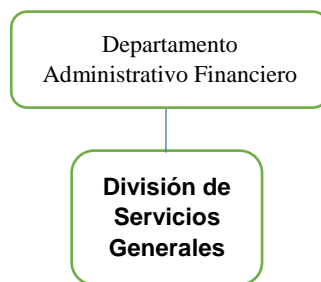 Departamento
Administrativo Financiero
División de
Servicios
Generales